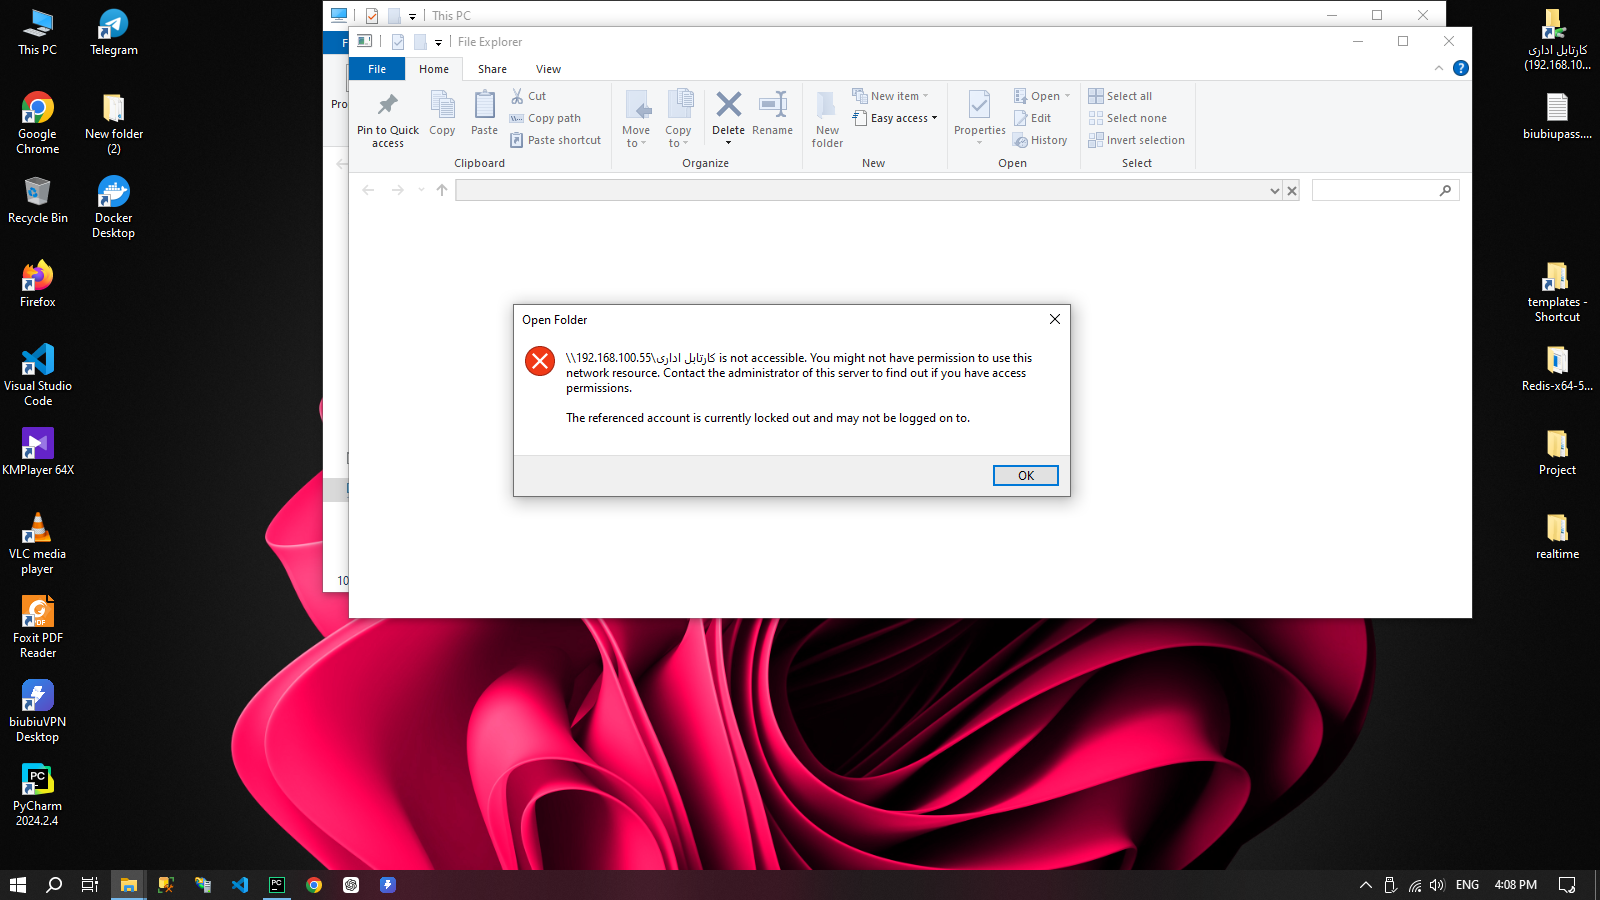 This PC
Telegram
Google
Chrome
New folder
(2)
Recycle Bin
Docker
Desktop
Firefox
Visual Studio
Code
KMPlayer 64X
VLC media
player
Foxit PDF
Reader
biubiuVPN
Desktop
PyCharm
2024.2.4
This PC
File Explorer
File
Home
Share
View
Pin to Quick
access
Copy
Paste
Cut
Copy path
Paste shortcut
Clipboard
Move
to
Copy
to
Delete
Rename
Organize
New
folder
New item
Easy access
New
Properties
Open
Edit
History
Open
Select all
Select none
Invert selection
Select
Open Folder
\\192.168.100.55\کارتابل اداری is not accessible. You might not have permission to use this
network resource. Contact the administrator of this server to find out if you have access
permissions.
The referenced account is currently locked out and may not be logged on to.
OK
کارتابل اداری
(192.168.10...
biubiupass....
templates -
Shortcut
Redis-x64-5...
Project
realtime
ENG
4:08 PM